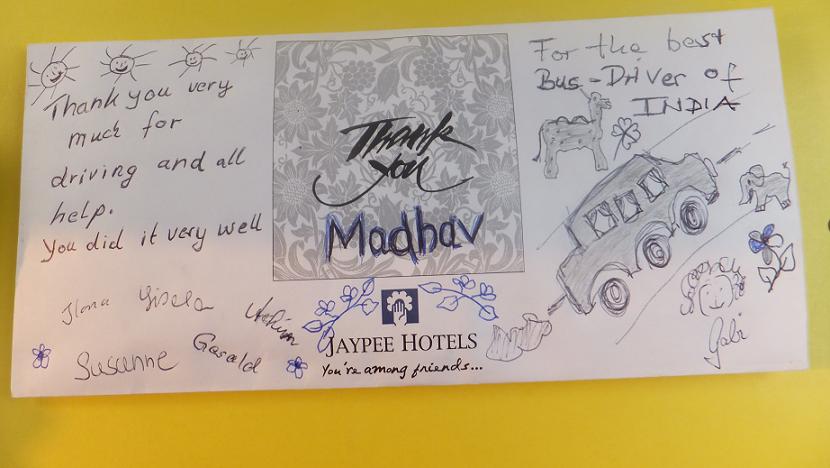 Thank you very
much for
driving and all
help.
You did it very well
Ilona Gisela Achim
Susanne Gerald
Thank
you
Madhav
JAYPEE HOTELS
You're among friends...
For the best
Bus-Driver of
INDIA
Gabi